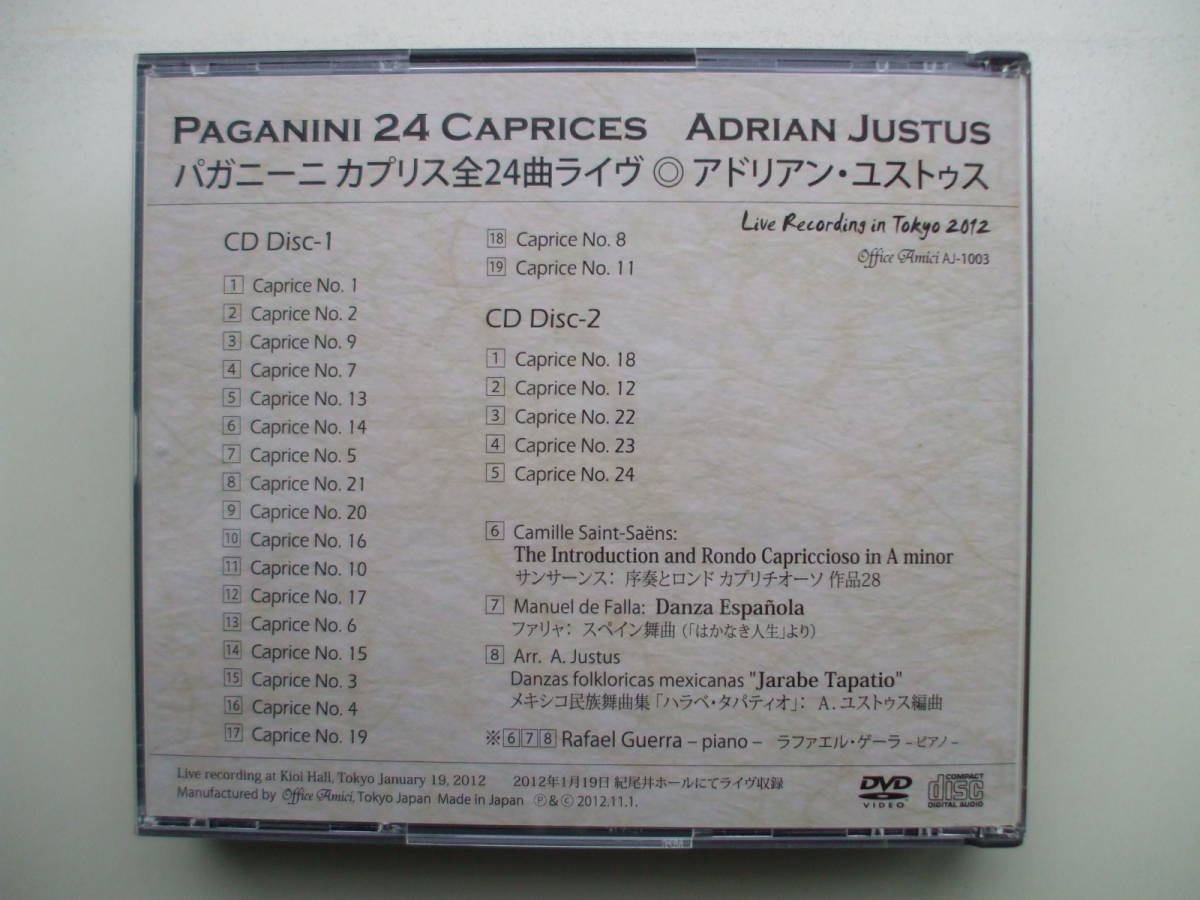 PAGANINI 24 CAPRICES ADRIAN JUSTUS
パガニーニ カプリス全24曲ライヴ ◎ アドリアン・ユストゥス
Live Recording in Tokyo 2012
Office Amici AJ-1003
CD Disc-1
1 Caprice No. 1
2 Caprice No. 2
3 Caprice No. 9
4 Caprice No. 7
5 Caprice No. 13
6 Caprice No. 14
7 Caprice No. 5
8 Caprice No. 21
9 Caprice No. 20
10 Caprice No. 16
11 Caprice No. 10
12 Caprice No. 17
13 Caprice No. 6
14 Caprice No. 15
15 Caprice No. 3
16 Caprice No. 4
17 Caprice No. 19
18 Caprice No. 8
19 Caprice No. 11
CD Disc-2
1 Caprice No. 18
2 Caprice No. 12
3 Caprice No. 22
4 Caprice No. 23
5 Caprice No. 24
6 Camille Saint-Saëns:
The Introduction and Rondo Capriccioso in A minor
サンサーンス: 序奏とロンド カプリチオーソ 作品28
7 Manuel de Falla: Danza Española
ファリャ: スペイン舞曲 (「はかなき人生」より)
8 Arr. A. Justus
Danzas folkloricas mexicanas "Jarabe Tapatio"
メキシコ民族舞曲集「ハラベ・タパティオ」: A. ユストゥス編曲
※678 Rafael Guerra – piano – ラファエル・ゲーラ – ピアノ –
Live recording at Kioi Hall, Tokyo January 19, 2012 2012年1月19日 紀尾井ホールにてライヴ収録
Manufactured by Office Amici, Tokyo Japan Made in Japan ℗&© 2012.11.1.
DVD VIDEO
COMPACT disc DIGITAL AUDIO